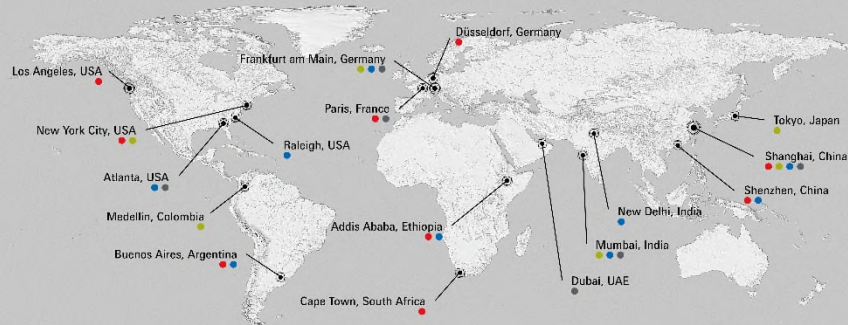 Düsseldorf, Germany
Frankfurt am Main, Germany
Los Angeles, USA
Paris, France
Tokyo, Japan
New York City, USA
Raleigh, USA
Shanghai, China
Atlanta, USA
Shenzhen, China
Medellin, Colombia
New Delhi, India
Addis Ababa, Ethiopia
Mumbai, India
Buenos Aires, Argentina
Dubai, UAE
Cape Town, South Africa